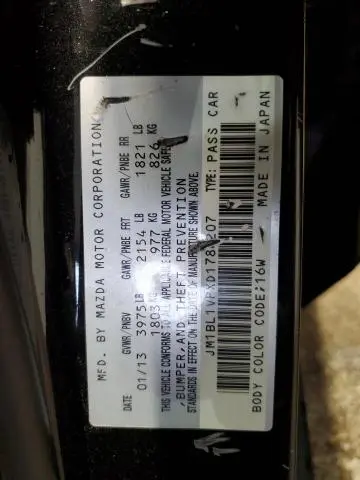 MFD. BY MAZDA MOTOR CORPORATION
DATE GVWR/PNBV GAWR/PNBE FRT GAWR/PNBE RR
01/13 3975 LB 2154 LB 1821 LB
1803 KG 977 KG 826 KG
TO ALL APPLICABLE FEDERAL MOTOR VEHICLE SAFETY
, BUMPER, AND THEFT PREVENTION
STANDARDS IN EFFECT ON THE DATE OF MANUFACTURE SHOWN ABOVE.
TYPE: PASS CAR
BODY COLOR CODE: 16W MADE IN JAPAN